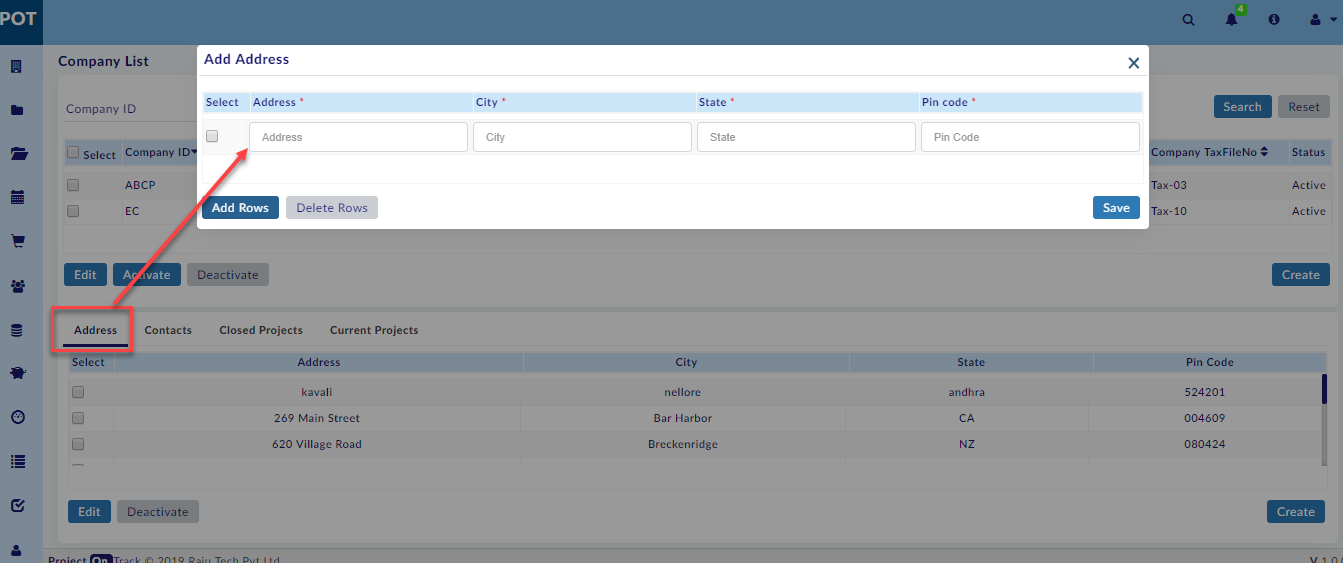 POT
4
Company List
Add Address
Company ID
Search Reset
Select Address * City * State * Pin code *
Address City State Pin Code
Select Company ID Company TaxFileNo Status
ABCP Tax-03 Active
EC Tax-10 Active
Add Rows Delete Rows Save
Edit Activate Deactivate Create
Address Contacts Closed Projects Current Projects
Select Address City State Pin Code
kavali nellore andhra 524201
269 Main Street Bar Harbor CA 004609
620 Village Road Breckenridge NZ 080424
Edit Deactivate Create
Project On Track © 2019 Raju Tech Pvt Ltd
V 1.0